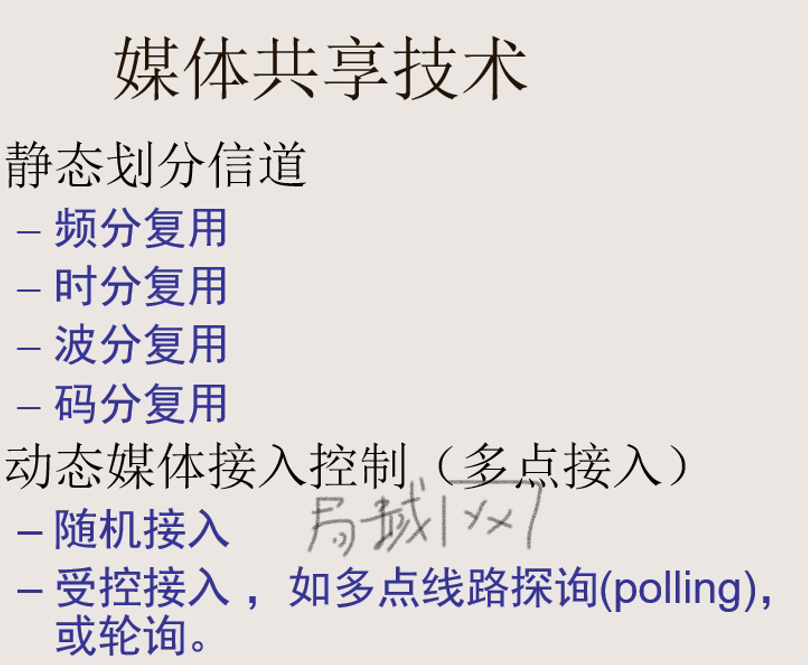 媒体共享技术
静态划分信道
– 频分复用
– 时分复用
– 波分复用
– 码分复用
动态媒体接入控制（多点接入）
– 随机接入
局域网
– 受控接入 ，如多点线路探询(polling)，
或轮询。